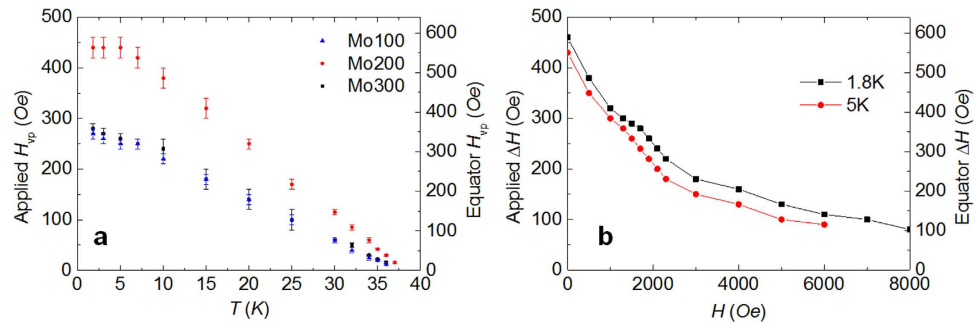 500
400
300
200
100
0
Applied Hvp (Oe)
600
500
400
300
200
100
0
Equator Hvp (Oe)
Mo100
Mo200
Mo300
a
0 5 10 15 20 25 30 35 40
T (K)
500
400
300
200
100
0
Applied ΔH (Oe)
600
500
400
300
200
100
0
Equator ΔH (Oe)
1.8K
5K
b
0 2000 4000 6000 8000
H (Oe)